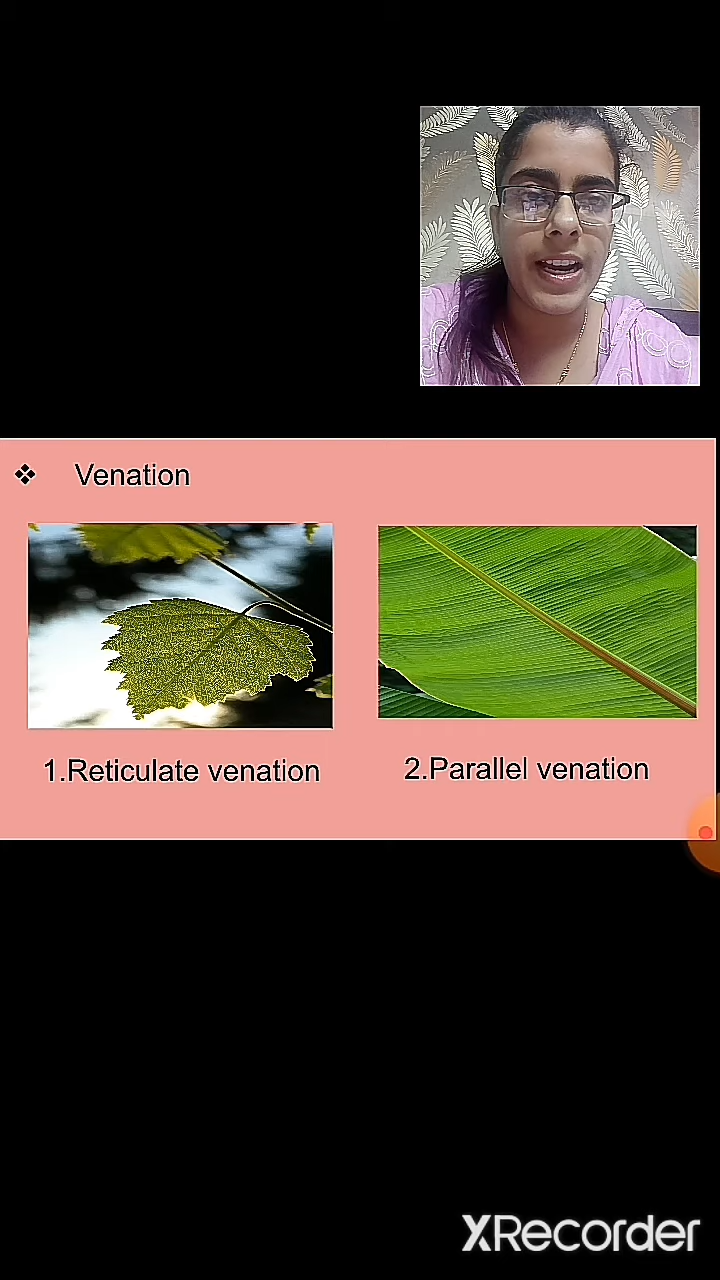 ❖ Venation
1.Reticulate venation
2.Parallel venation
XRecorder